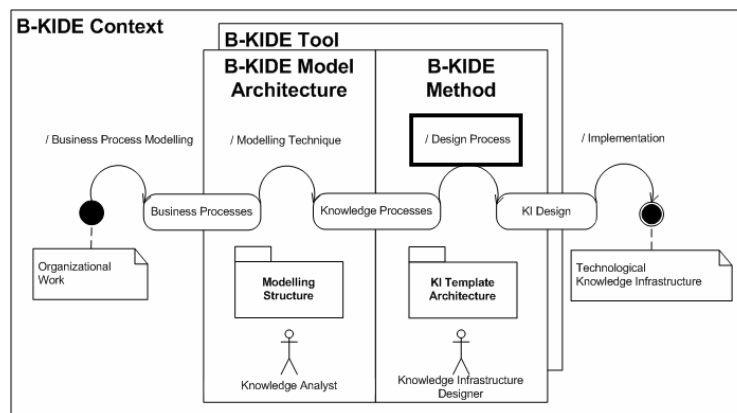 B-KIDE Context
B-KIDE Tool
B-KIDE Model
Architecture
B-KIDE
Method
/ Business Process Modelling
/ Modelling Technique
/ Design Process
/ Implementation
Business Processes
Knowledge Processes
KI Design
Organizational
Work
Modelling
Structure
KI Template
Architecture
Technological
Knowledge Infrastructure
Knowledge Analyst
Knowledge Infrastructure
Designer